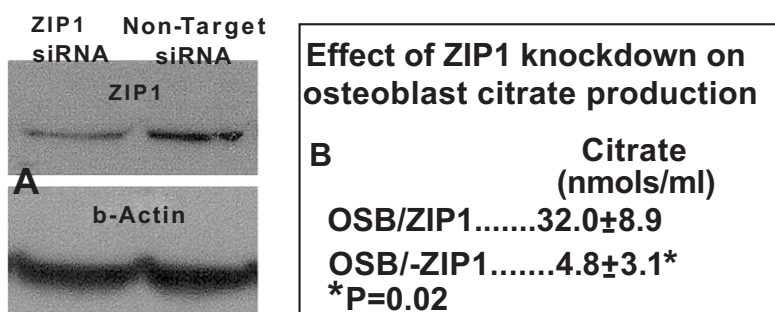 ZIP1 Non-Target
siRNA siRNA
ZIP1
A
b-Actin
Effect of ZIP1 knockdown on
osteoblast citrate production
B Citrate
(nmols/ml)
OSB/ZIP1.......32.0±8.9
OSB/-ZIP1.......4.8±3.1*
*P=0.02